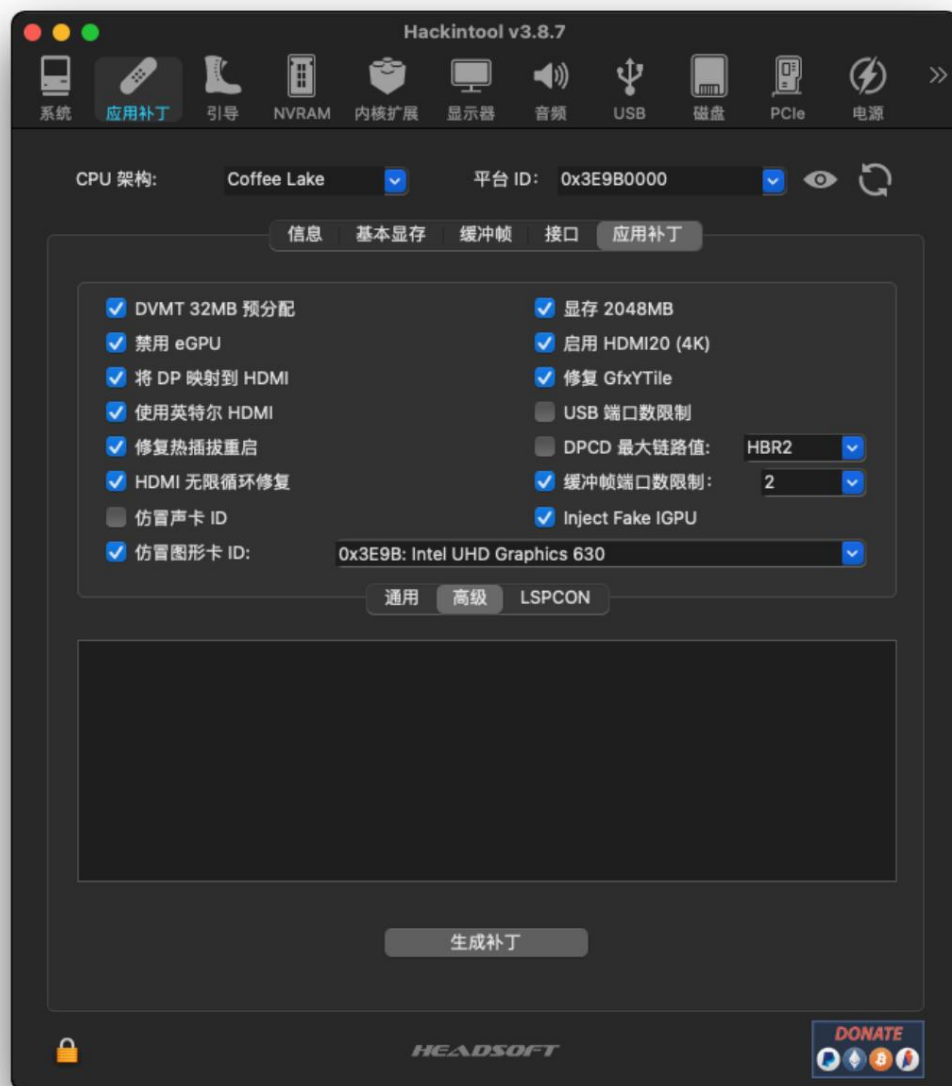 Hackintool v3.8.7
系统 应用补丁 引导 NVRAM 内核扩展 显示器 音频 USB 磁盘 PCIe 电源
CPU 架构: Coffee Lake 平台 ID: 0x3E9B0000
信息 基本显存 缓冲帧 接口 应用补丁
DVMT 32MB 预分配 显存 2048MB
禁用 eGPU 启用 HDMI20 (4K)
将 DP 映射到 HDMI 修复 GfxYTile
使用英特尔 HDMI USB 端口数限制
修复热插拔重启 DPCD 最大链路值: HBR2
HDMI 无限循环修复 缓冲帧端口数限制: 2
仿冒声卡 ID Inject Fake IGPU
仿冒图形卡 ID: 0x3E9B: Intel UHD Graphics 630
通用 高级 LSPCON
生成补丁
HEADSOFT
DONATE